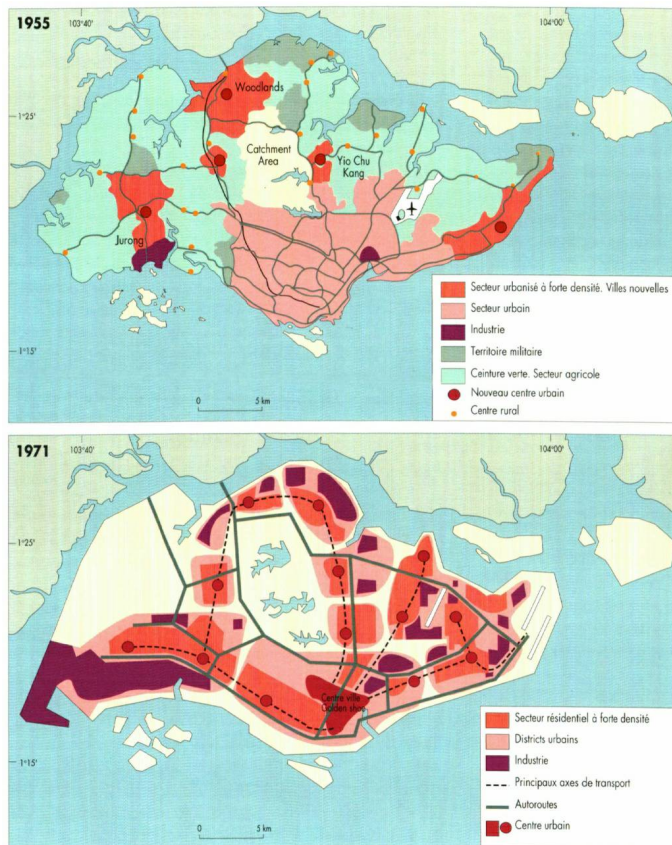 1955
103°40'
104°00'
1°25'
Woodlands
Catchment
Area
Yio Chu
Kang
Jurong
1°15'
0 5 km
Secteur urbanisé à forte densité. Villes nouvelles
Secteur urbain
Industrie
Territoire militaire
Ceinture verte. Secteur agricole
Nouveau centre urbain
Centre rural
1971
103°40'
104°00'
1°25'
Centre ville
Golden shoe
1°15'
0 5 km
Secteur résidentiel à forte densité
Districts urbains
Industrie
Principaux axes de transport
Autoroutes
Centre urbain